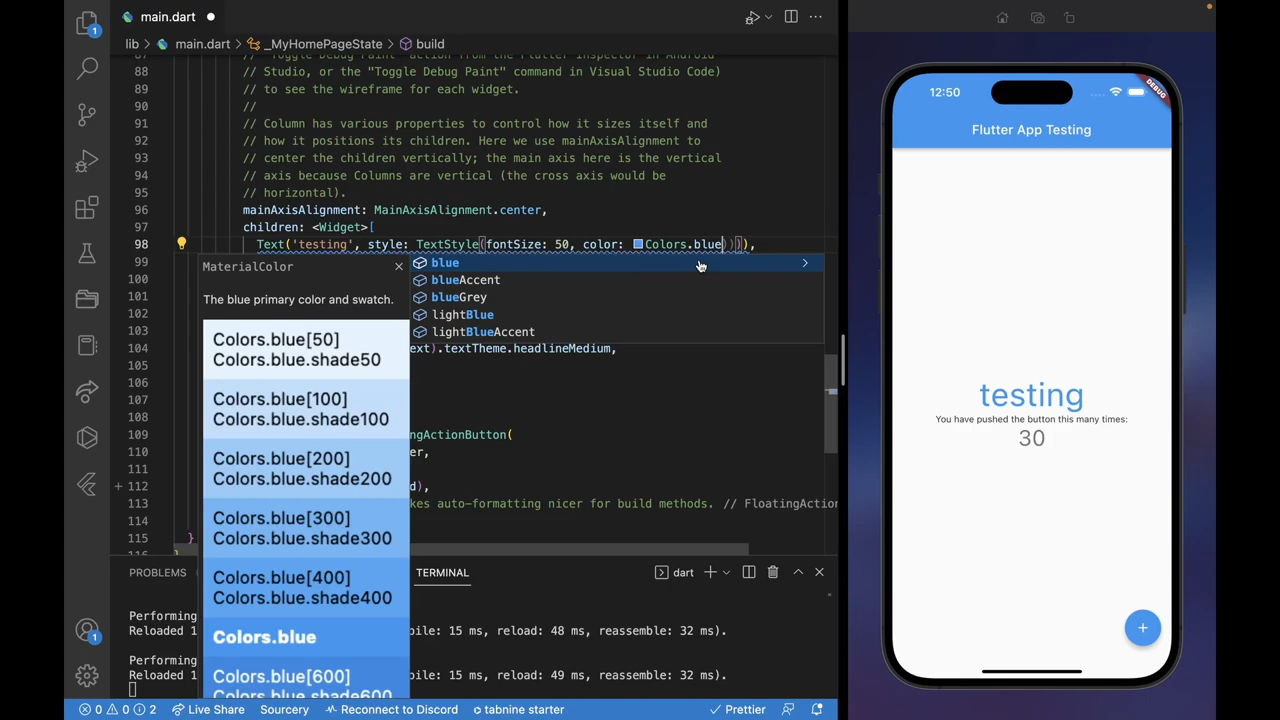 main.dart
lib > main.dart > _MyHomePageState > build
88 // Studio, or the "Toggle Debug Paint" command in Visual Studio Code)
89 // to see the wireframe for each widget.
90 //
91 // Column has various properties to control how it sizes itself and
92 // how it positions its children. Here we use mainAxisAlignment to
93 // center the children vertically; the main axis here is the vertical
94 // axis because Columns are vertical (the cross axis would be
95 // horizontal).
96 mainAxisAlignment: MainAxisAlignment.center,
97 children: <Widget>[
98 Text('testing', style: TextStyle(fontSize: 50, color: Colors.blue))),
99
100
101
102
103
104 ext).textTheme.headlineMedium,
105
106
107
108
109 ngActionButton(
110 er,
111
112 d),
113 kes auto-formatting nicer for build methods. // FloatingAction
114
115 }
116 }
MaterialColor
The blue primary color and swatch.
Colors.blue[50]
Colors.blue.shade50
Colors.blue[100]
Colors.blue.shade100
Colors.blue[200]
Colors.blue.shade200
Colors.blue[300]
Colors.blue.shade300
Colors.blue[400]
Colors.blue.shade400
Colors.blue
Colors.blue[600]
Colors.blue.shade600
blue
blueAccent
blueGrey
lightBlue
lightBlueAccent
PROBLEMS TERMINAL dart
Performing
Reloaded 1 pile: 15 ms, reload: 48 ms, reassemble: 32 ms).
Performing
Reloaded 1 pile: 15 ms, reload: 49 ms, reassemble: 32 ms).
0 0 2 Live Share Sourcery Reconnect to Discord tabnine starter Prettier
1
1
12:50
DEBUG
Flutter App Testing
testing
You have pushed the button this many times:
30